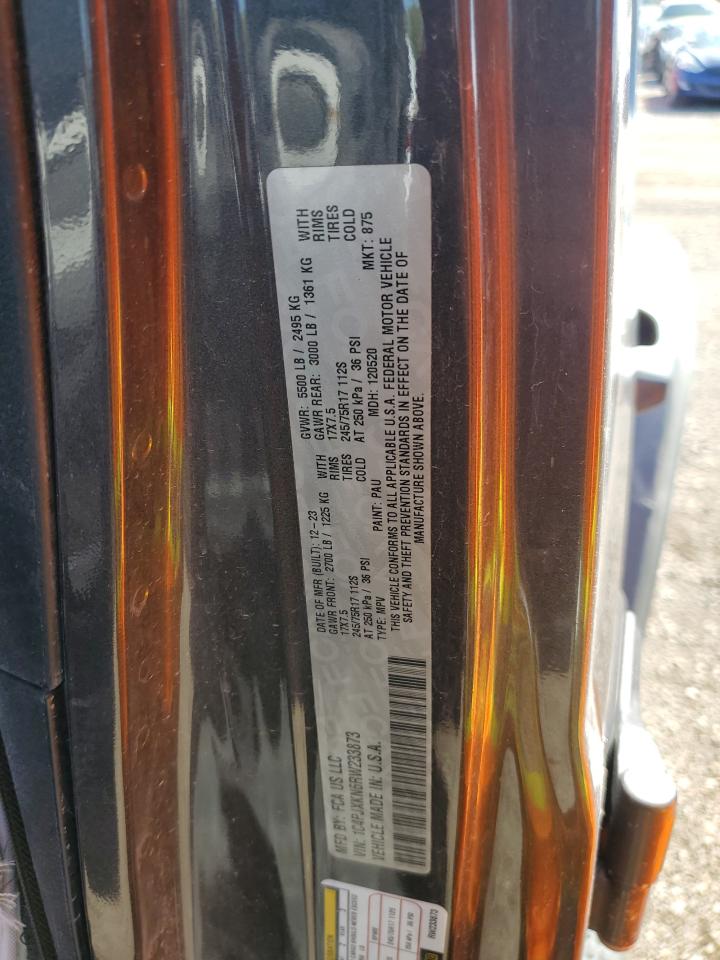 MFD BY: FCA US LLC
DATE OF MFR (BUILT): 12-23
GVWR: 5500 LB / 2495 KG
GAWR FRONT: 2700 LB / 1225 KG
WITH
GAWR REAR: 3000 LB / 1361 KG
WITH
17X7.5
RIMS
17X7.5
RIMS
245/75R17 112S
TIRES
245/75R17 112S
TIRES
AT 250 kPa / 36 PSI
COLD
AT 250 kPa / 36 PSI
COLD
VIN: 1C4PJXKN6RW233873
TYPE: MPV
PAINT: PAU
MDH: 120520
MKT: 875
VEHICLE MADE IN: U.S.A.
THIS VEHICLE CONFORMS TO ALL APPLICABLE U.S.A. FEDERAL MOTOR VEHICLE
SAFETY AND THEFT PREVENTION STANDARDS IN EFFECT ON THE DATE OF
MANUFACTURE SHOWN ABOVE.
RW233873